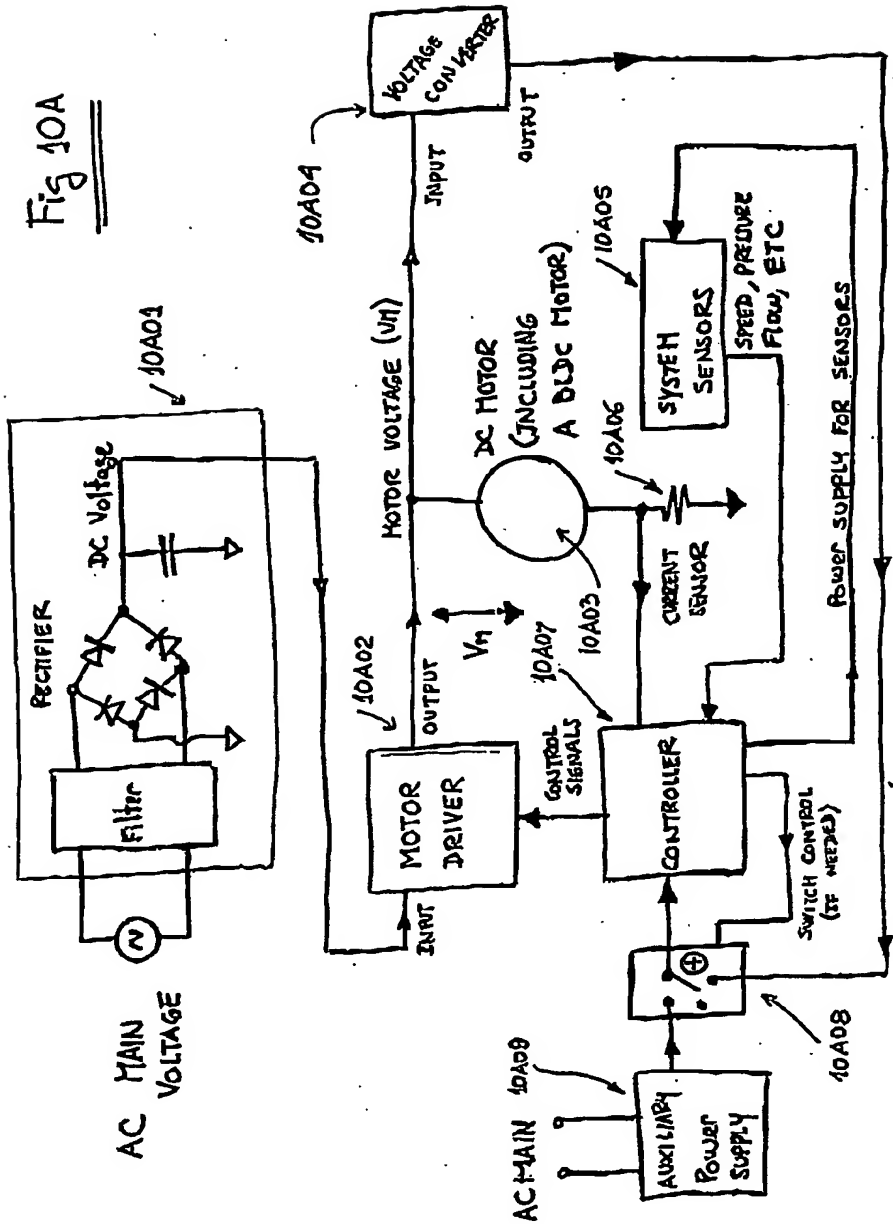 Fig 10A
10A01
RECTIFIER
DC Voltage
Filter
AC MAIN
VOLTAGE
10A04
VOLTAGE
CONVERTER
INPUT
OUTPUT
MOTOR VOLTAGE (VM)
10A02
OUTPUT
VM
MOTOR
DRIVER
INPUT
DC MOTOR
(INCLUDING
A BLDC MOTOR)
10A03
10A06
CURRENT
SENSOR
10A05
SYSTEM
SENSORS
SPEED, PRESSURE
FLOW, ETC
POWER SUPPLY FOR SENSORS
10A07
CONTROL
SIGNALS
CONTROLLER
SWITCH CONTROL
(IF NEEDED)
10A08
10A09
AC MAIN
AUXILIARY
POWER
SUPPLY